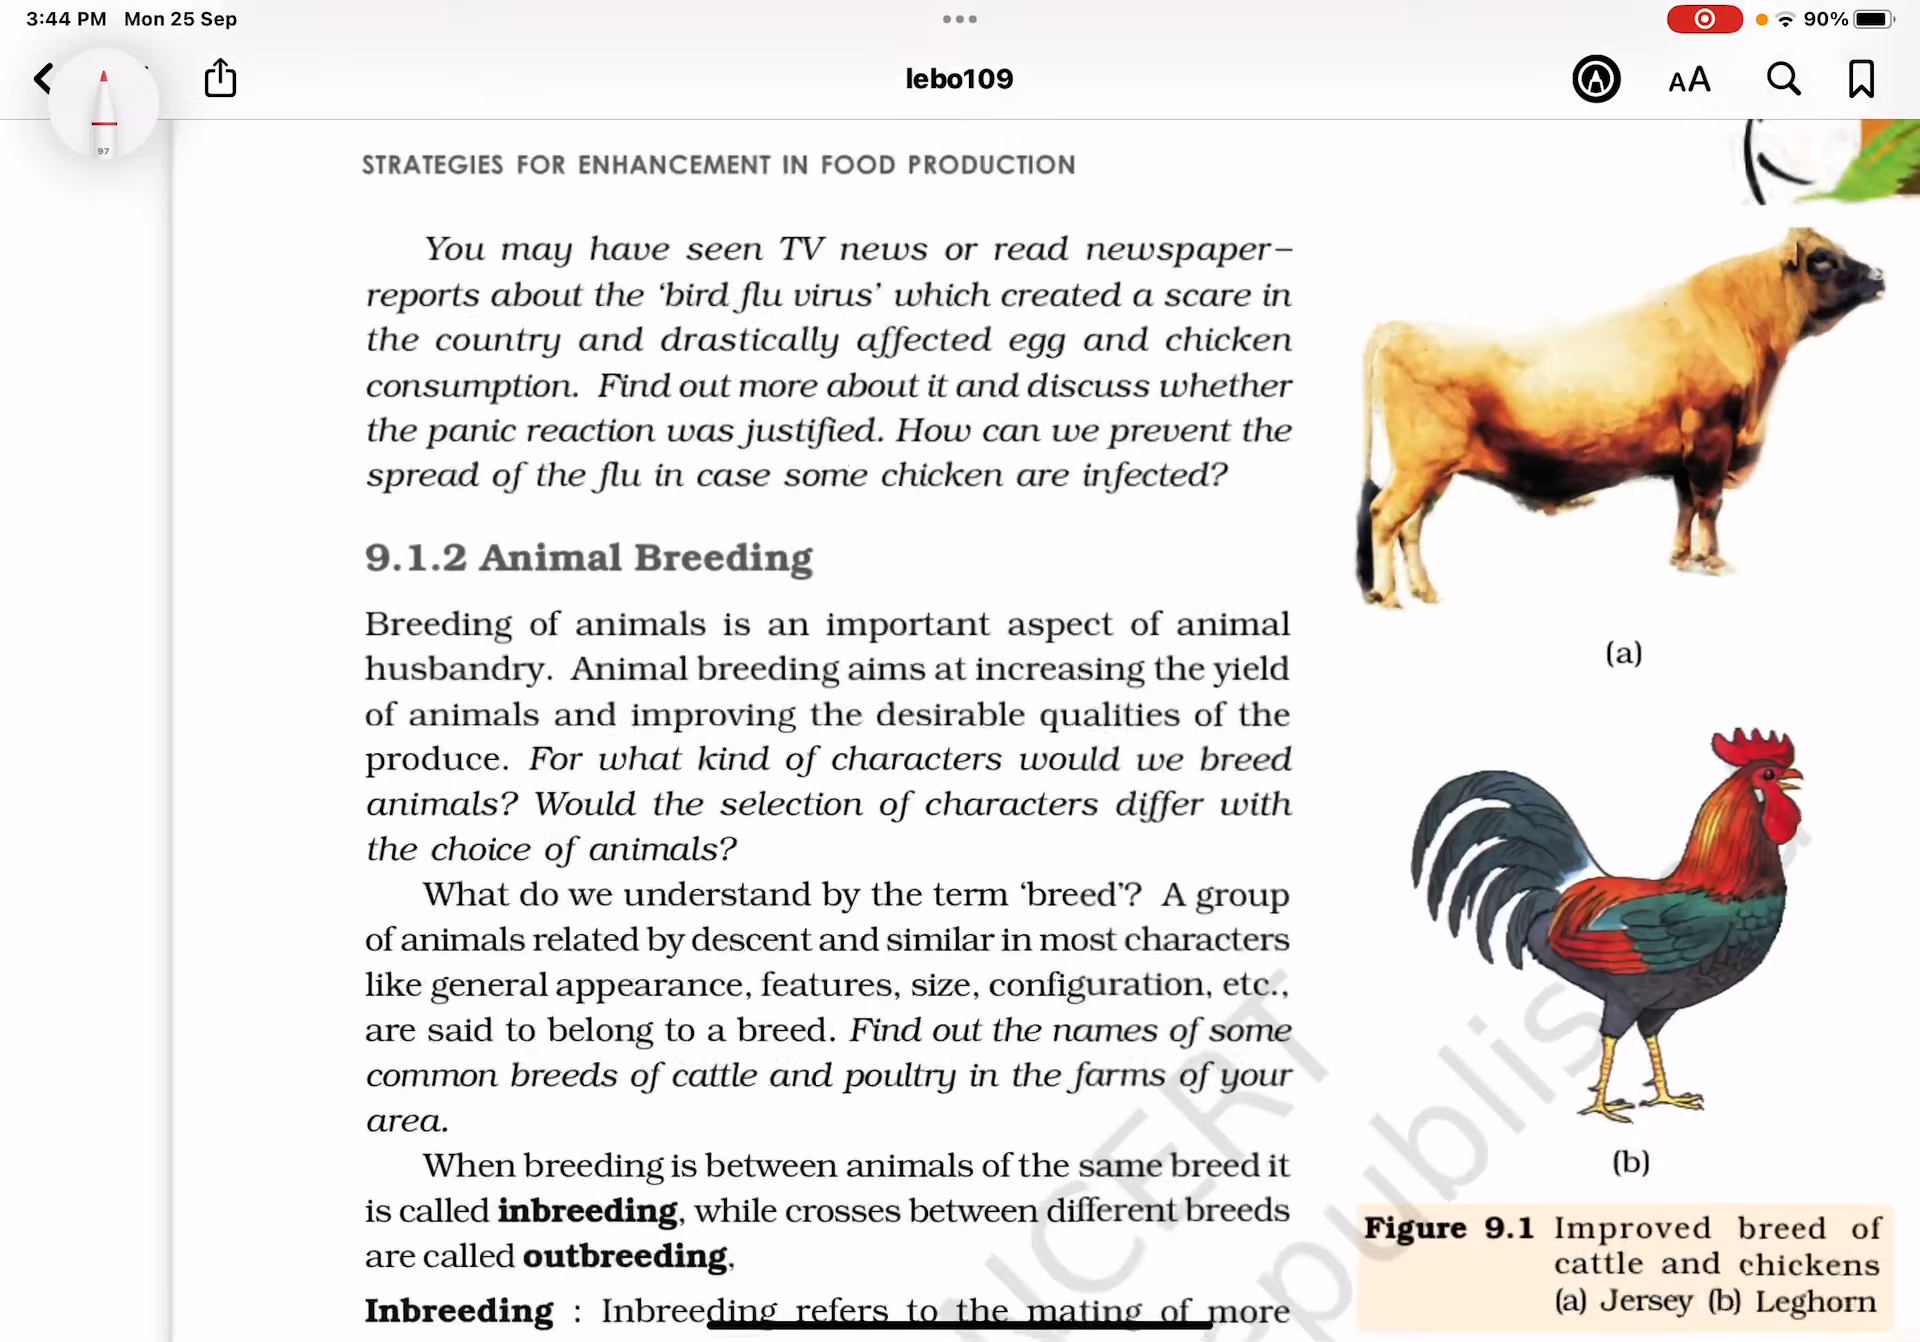 3:44 PM Mon 25 Sep
90%
lebo109
AA
97
STRATEGIES FOR ENHANCEMENT IN FOOD PRODUCTION
You may have seen TV news or read newspaper–
reports about the ‘bird flu virus’ which created a scare in
the country and drastically affected egg and chicken
consumption. Find out more about it and discuss whether
the panic reaction was justified. How can we prevent the
spread of the flu in case some chicken are infected?
9.1.2 Animal Breeding
Breeding of animals is an important aspect of animal
husbandry. Animal breeding aims at increasing the yield
of animals and improving the desirable qualities of the
produce. For what kind of characters would we breed
animals? Would the selection of characters differ with
the choice of animals?
What do we understand by the term ‘breed’? A group
of animals related by descent and similar in most characters
like general appearance, features, size, configuration, etc.,
are said to belong to a breed. Find out the names of some
common breeds of cattle and poultry in the farms of your
area.
When breeding is between animals of the same breed it
is called inbreeding, while crosses between different breeds
are called outbreeding.
Inbreeding : Inbreeding refers to the mating of more
(a)
(b)
Figure 9.1 Improved breed of
cattle and chickens
(a) Jersey (b) Leghorn
NCERT
republis